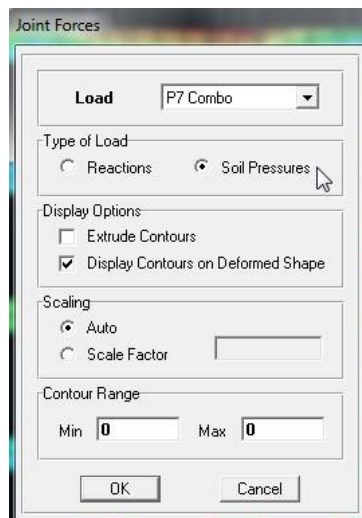 Joint Forces
Load P7 Combo
Type of Load
Reactions Soil Pressures
Display Options
Extrude Contours
Display Contours on Deformed Shape
Scaling
Auto
Scale Factor
Contour Range
Min 0 Max 0
OK Cancel